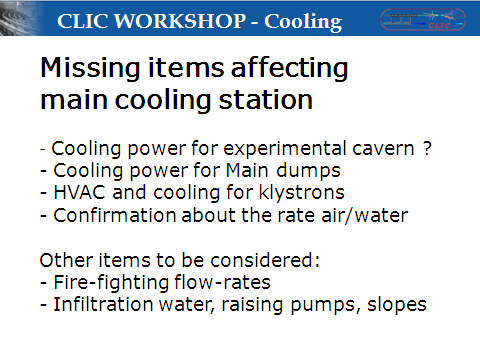 CLIC WORKSHOP - Cooling
CLIC
Missing items affecting
main cooling station
- Cooling power for experimental cavern ?
- Cooling power for Main dumps
- HVAC and cooling for klystrons
- Confirmation about the rate air/water
Other items to be considered:
- Fire-fighting flow-rates
- Infiltration water, raising pumps, slopes